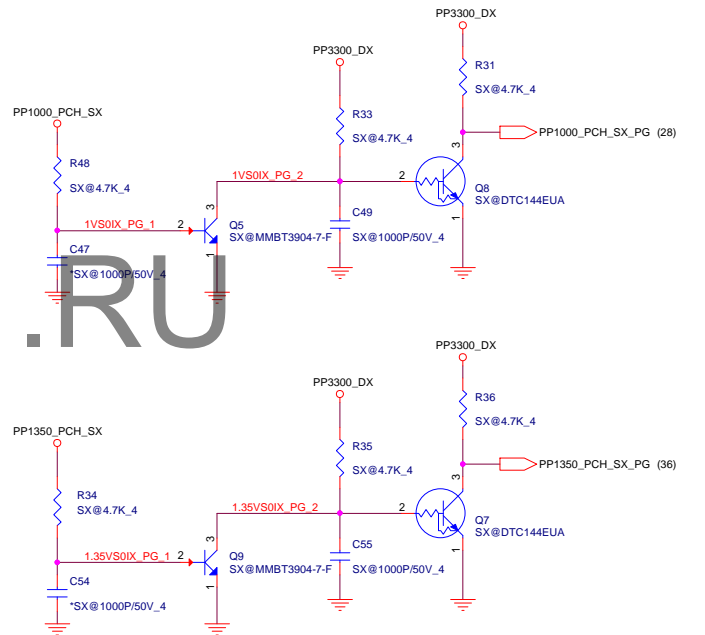 PP3300_DX
R31
SX@4.7K_4
PP3300_DX
R33
SX@4.7K_4
PP1000_PCH_SX
R48
SX@4.7K_4
3
PP1000_PCH_SX_PG (28)
1VS0IX_PG_2
2
Q8
SX@DTC144EUA
1
1VS0IX_PG_1
2
3
Q5
SX@MMBT3904-7-F
1
C49
SX@1000P/50V_4
C47
*SX@1000P/50V_4
.RU
PP3300_DX
R36
SX@4.7K_4
PP3300_DX
R35
SX@4.7K_4
PP1350_PCH_SX
R34
SX@4.7K_4
3
PP1350_PCH_SX_PG (36)
1.35VS0IX_PG_2
2
Q7
SX@DTC144EUA
1
1.35VS0IX_PG_1
2
3
Q9
SX@MMBT3904-7-F
1
C55
SX@1000P/50V_4
C54
*SX@1000P/50V_4